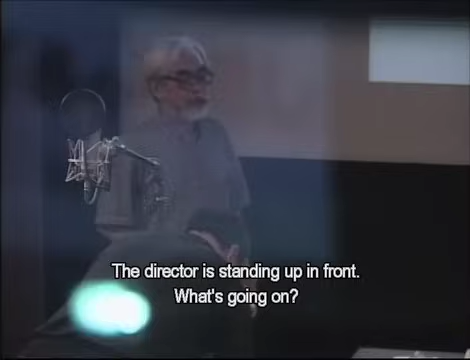 The director is standing up in front.
What's going on?